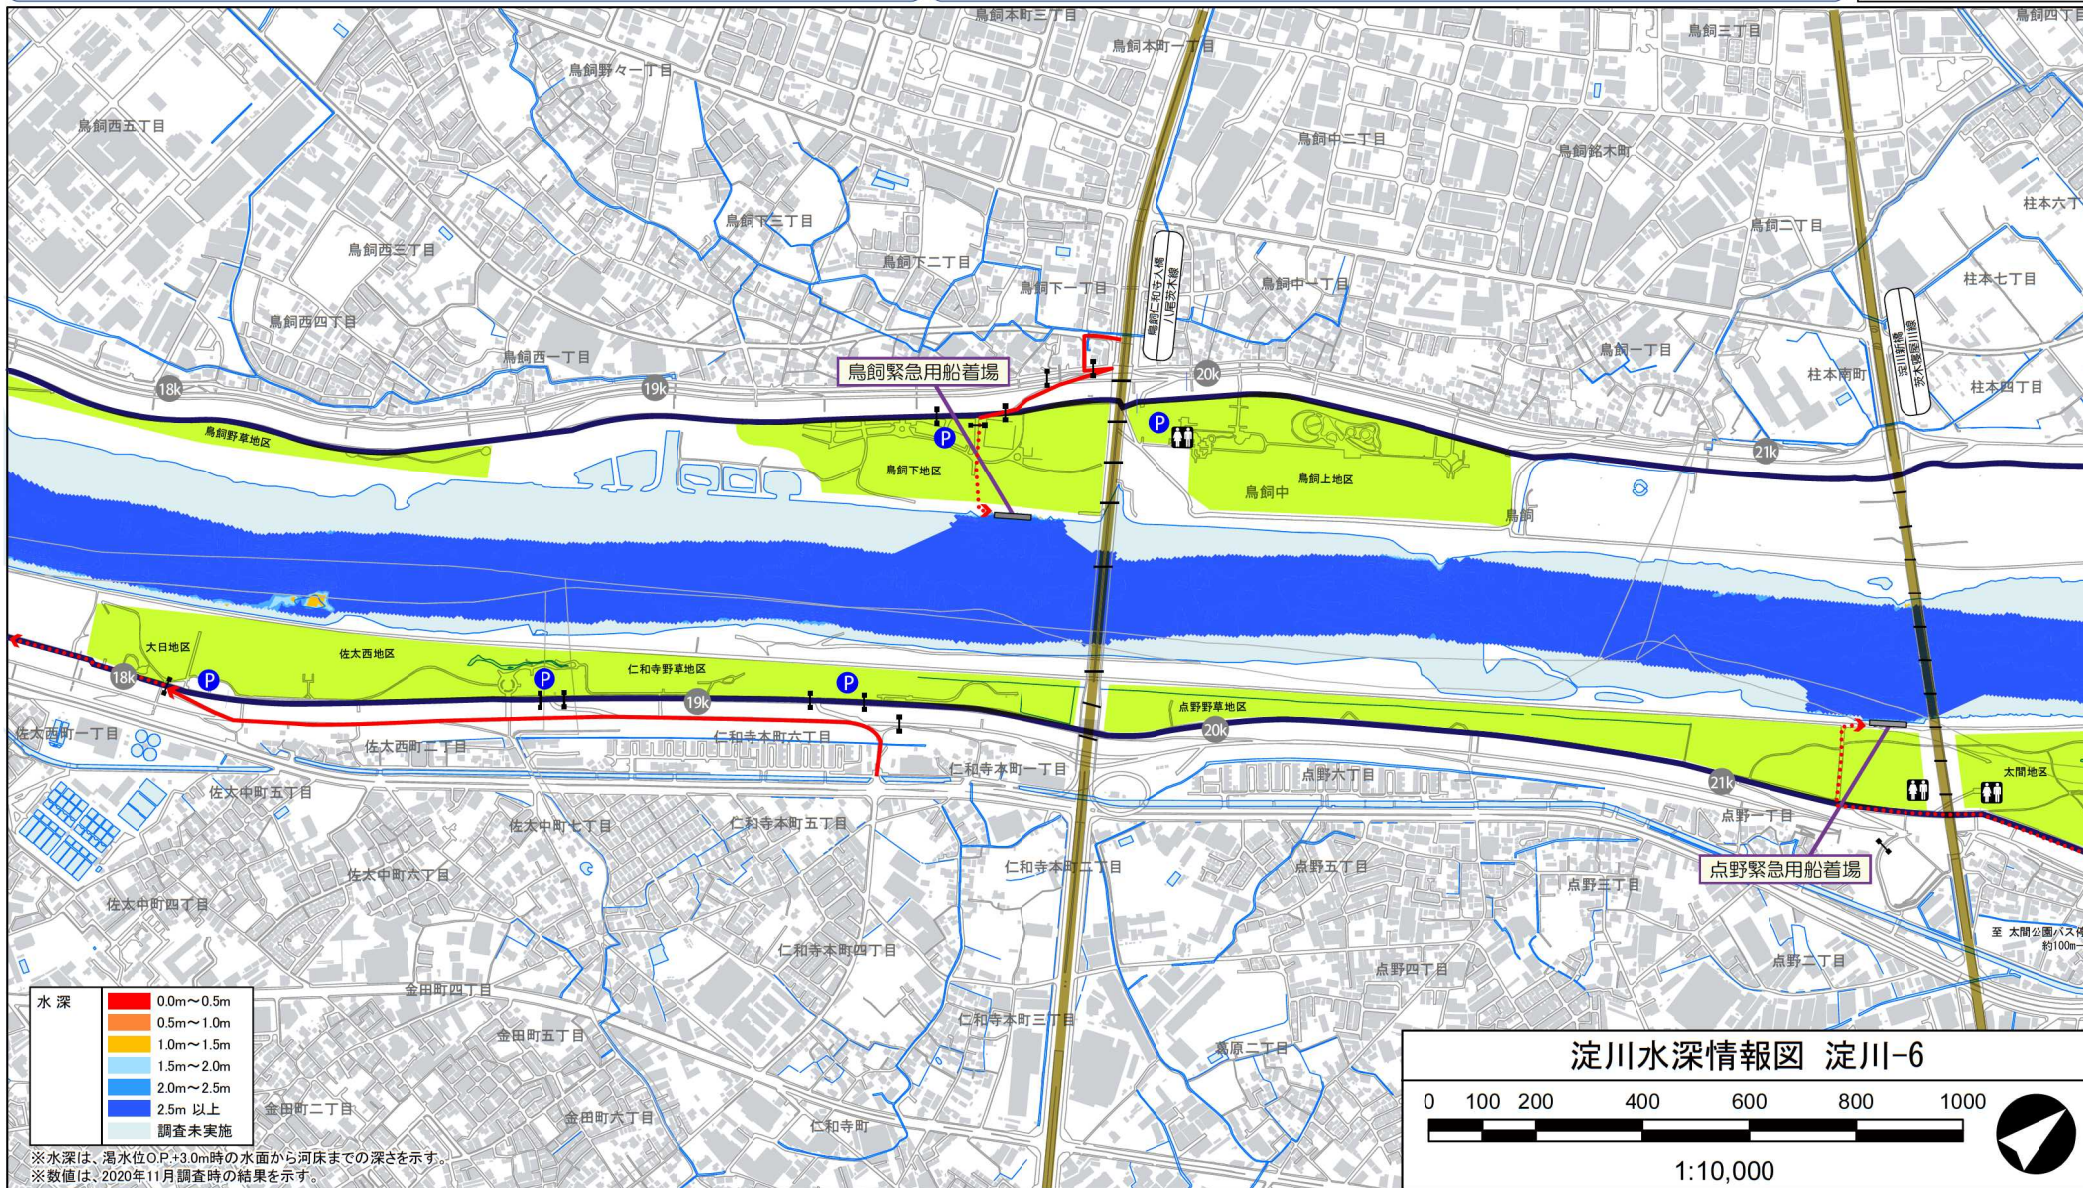 鳥飼本町三丁目
鳥飼四丁目
鳥飼本町一丁目
鳥飼三丁目
鳥飼野々一丁目
鳥飼西五丁目
鳥飼中二丁目
鳥飼銘木町
柱本六丁
鳥飼下三丁目
鳥飼二丁目
鳥飼西三丁目
鳥飼下二丁目
鳥飼下一丁目
鳥飼中一丁目
柱本七丁目
鳥飼仁和寺大橋
八尾茨木線
淀川新橋
茨木寝屋川線
鳥飼西四丁目
鳥飼西一丁目
鳥飼一丁目
柱本南町
柱本四丁目
鳥飼緊急用船着場
18k
19k
20k
21k
鳥飼野草地区
P
P
鳥飼下地区
鳥飼上地区
鳥飼中
鳥飼
大日地区
佐太西地区
仁和寺野草地区
点野野草地区
太間地区
18k
P
P
P
19k
20k
21k
佐太西町一丁目
佐太西町二丁目
仁和寺本町六丁目
仁和寺本町一丁目
点野六丁目
佐太中町五丁目
佐太中町七丁目
仁和寺本町五丁目
点野一丁目
仁和寺本町二丁目
点野五丁目
点野三丁目
点野緊急用船着場
佐太中町六丁目
佐太中町四丁目
仁和寺本町四丁目
点野四丁目
点野二丁目
至 太間公園バス停
約100m
金田町四丁目
金田町五丁目
仁和寺本町三丁目
葛原二丁目
金田町二丁目
金田町六丁目
仁和寺町
水 深
0.0m～0.5m
0.5m～1.0m
1.0m～1.5m
1.5m～2.0m
2.0m～2.5m
2.5m 以上
調査未実施
※水深は、渇水位O.P.+3.0m時の水面から河床までの深さを示す。
※数値は、2020年11月調査時の結果を示す。
淀川水深情報図 淀川-6
0 100 200 400 600 800 1000
1:10,000